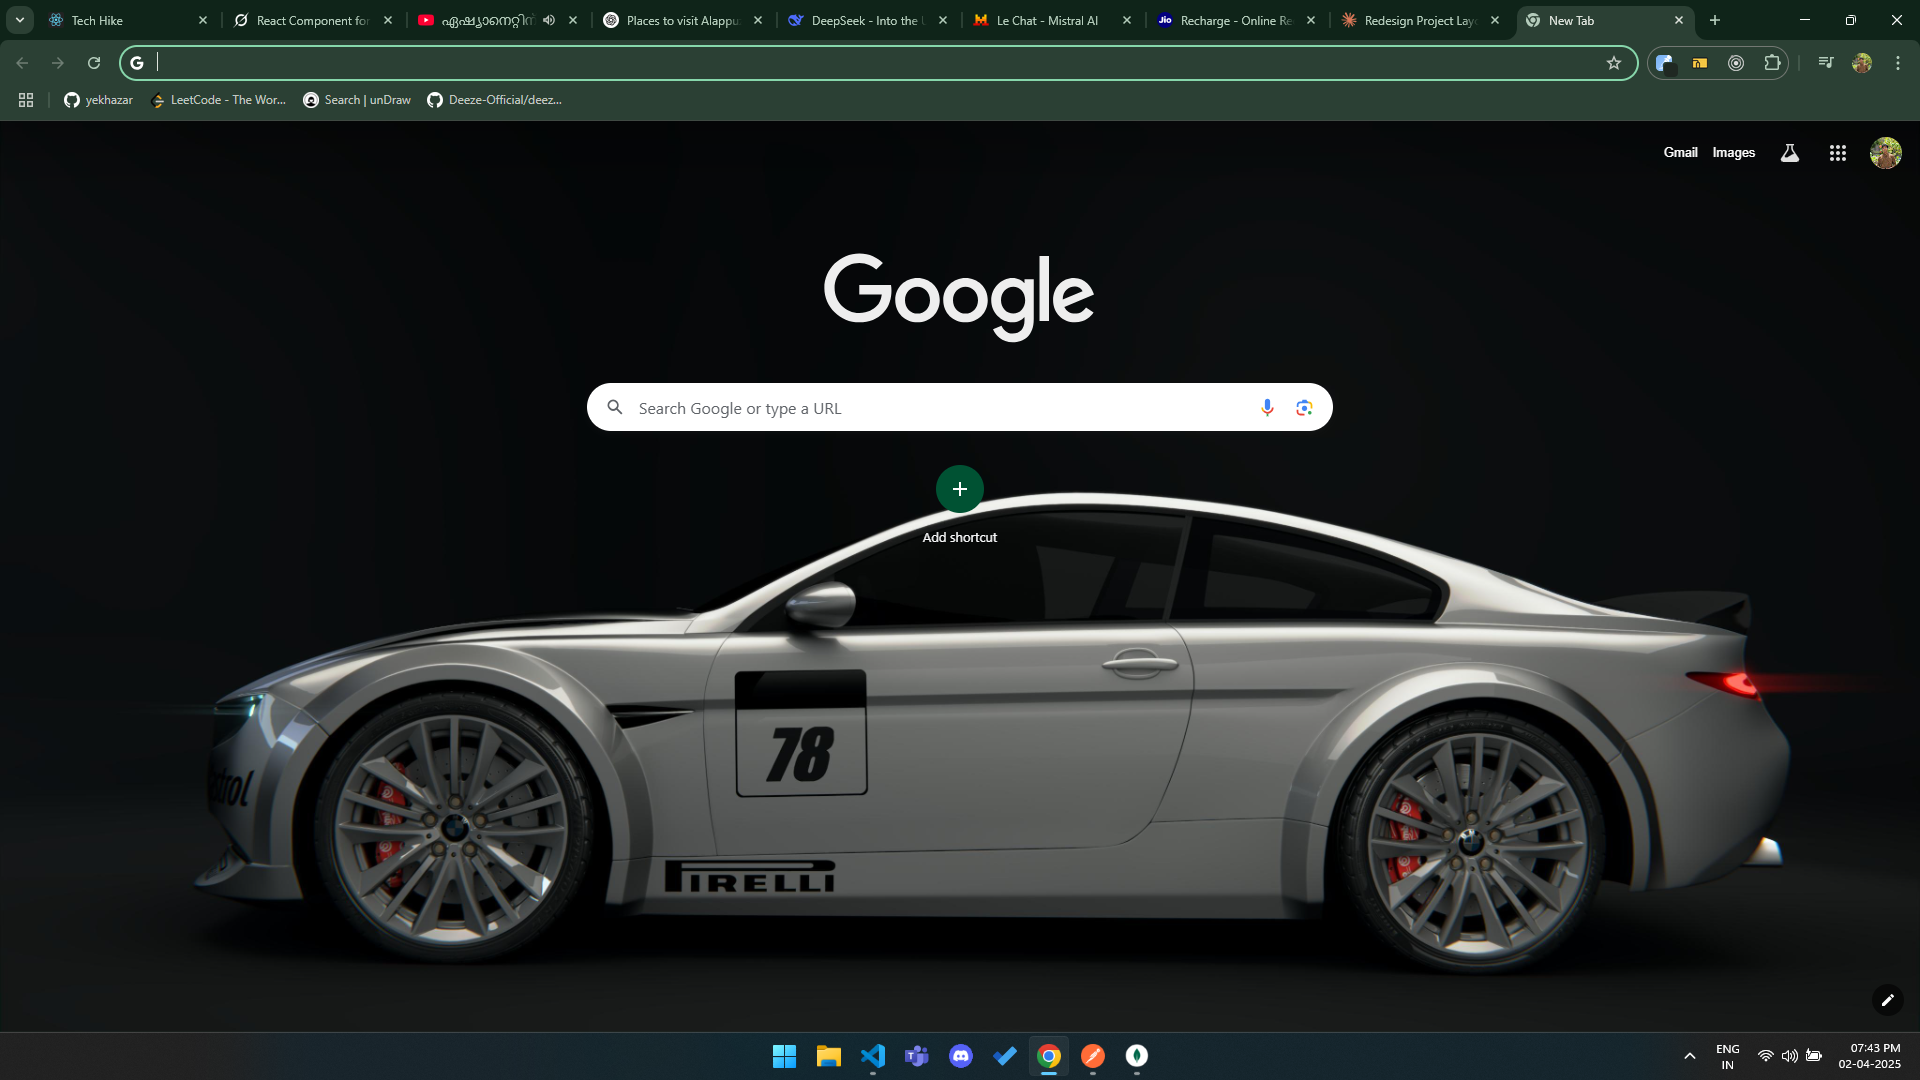 Tech Hike
React Component for
ഏഷ്യാനെറ്റിന്
Places to visit Alappu
DeepSeek - Into the
Le Chat - Mistral AI
Jio
Recharge - Online Re
Redesign Project Layo
New Tab
yekhazar
LeetCode - The Wor...
Search | unDraw
Deeze-Official/deez...
Gmail
Images
Google
Search Google or type a URL
Add shortcut
78
PIRELLI
ENG
IN
07:43 PM
02-04-2025